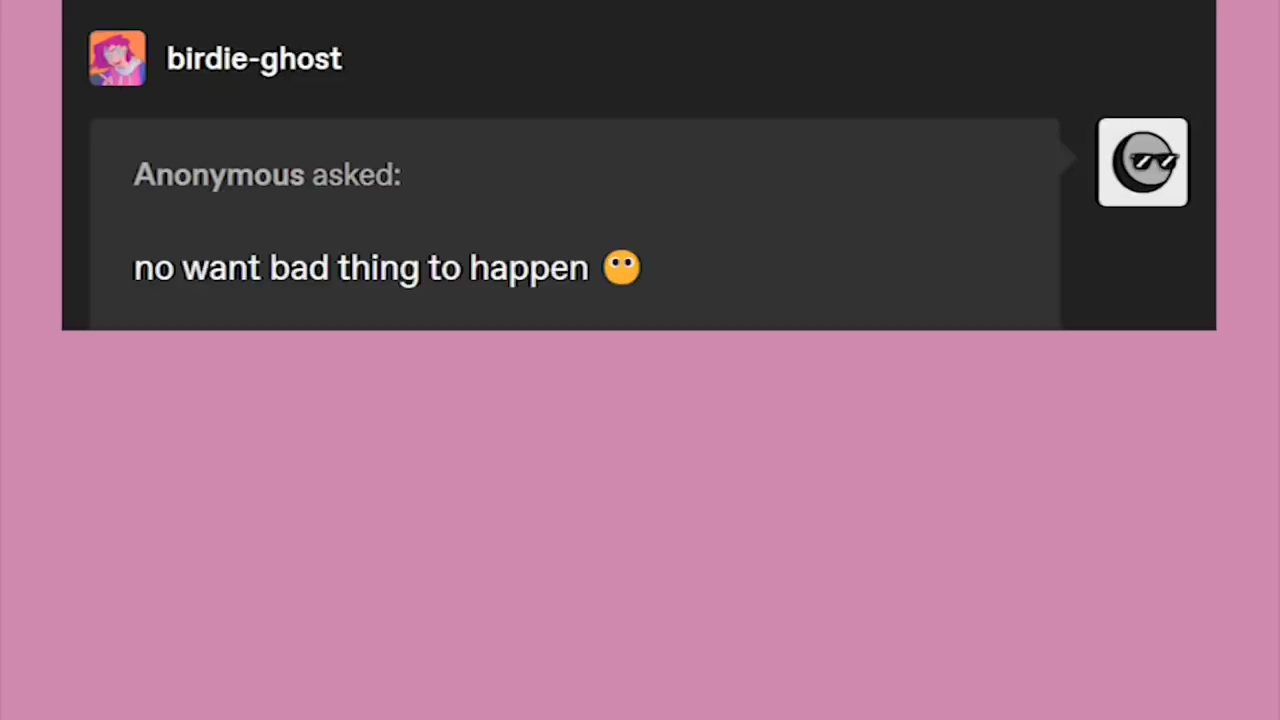 birdie-ghost
Anonymous asked:
no want bad thing to happen 😶